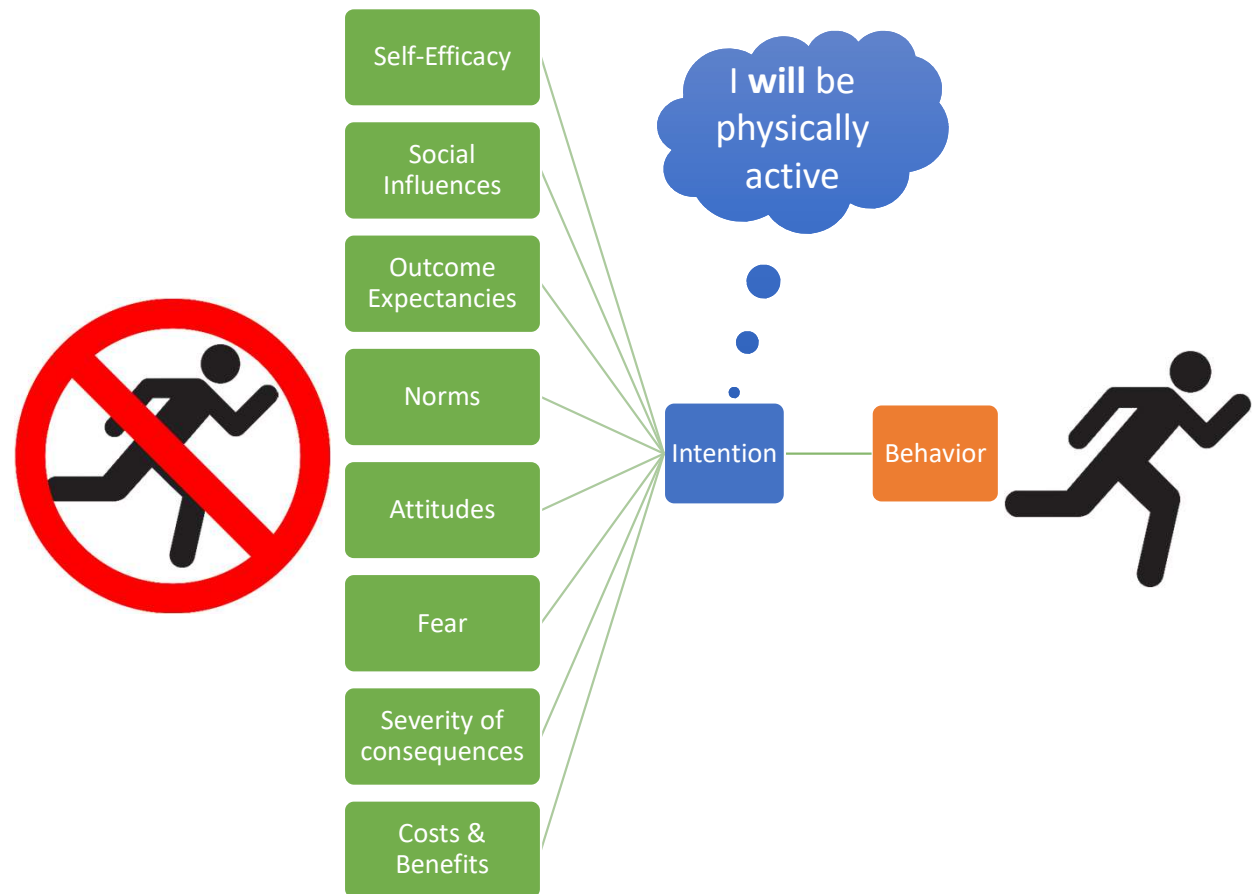 Self-Efficacy
Social
Influences
Outcome
Expectancies
Norms
Attitudes
Fear
Severity of
consequences
Costs &
Benefits
I will be
physically
active
Intention
Behavior